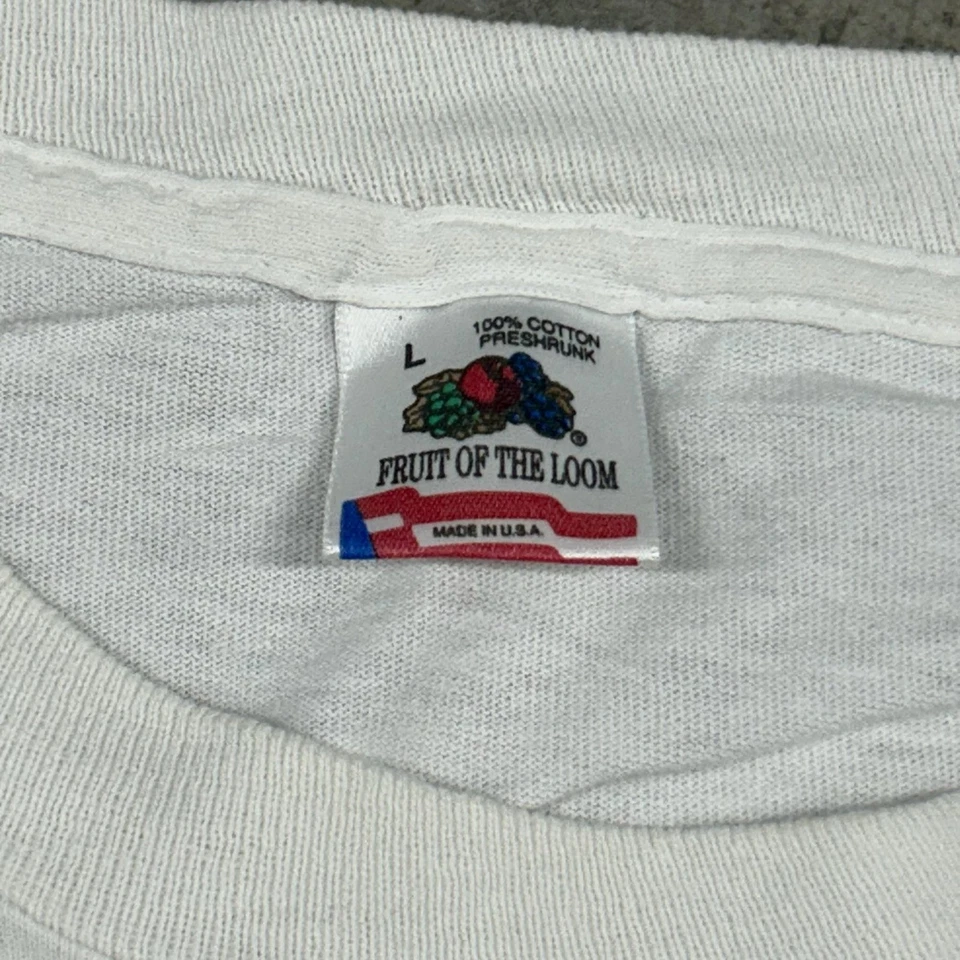 100% COTTON
PRESHRUNK
L
®
FRUIT OF THE LOOM
MADE IN U.S.A.